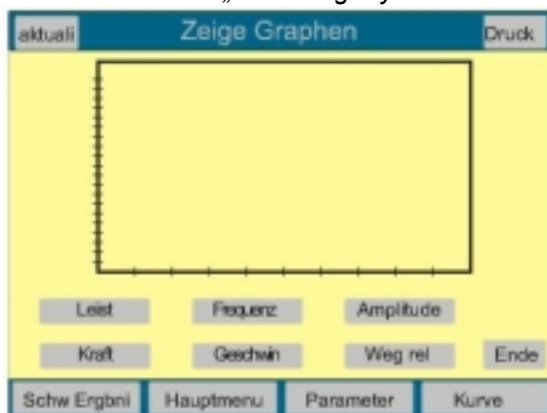 aktuali Zeige Graphen Druck
Leist Frequenz Amplitude
Kraft Geschwin Weg rel Ende
Schw Ergbni Hauptmenu Parameter Kurve